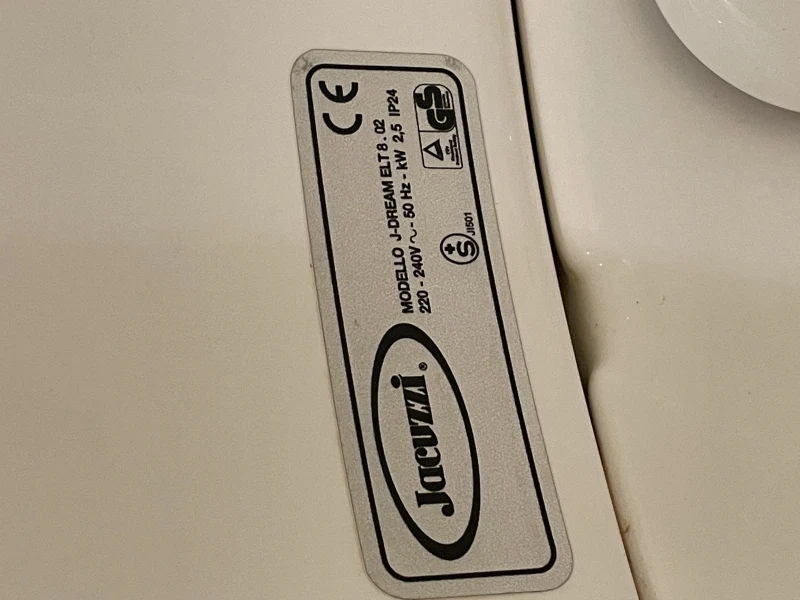 Jacuzzi®
MODELLO J-DREAM ELT 8.02
220 - 240V ~ - 50 Hz - kW 2,5 IP24
CE
S
JI501
GS